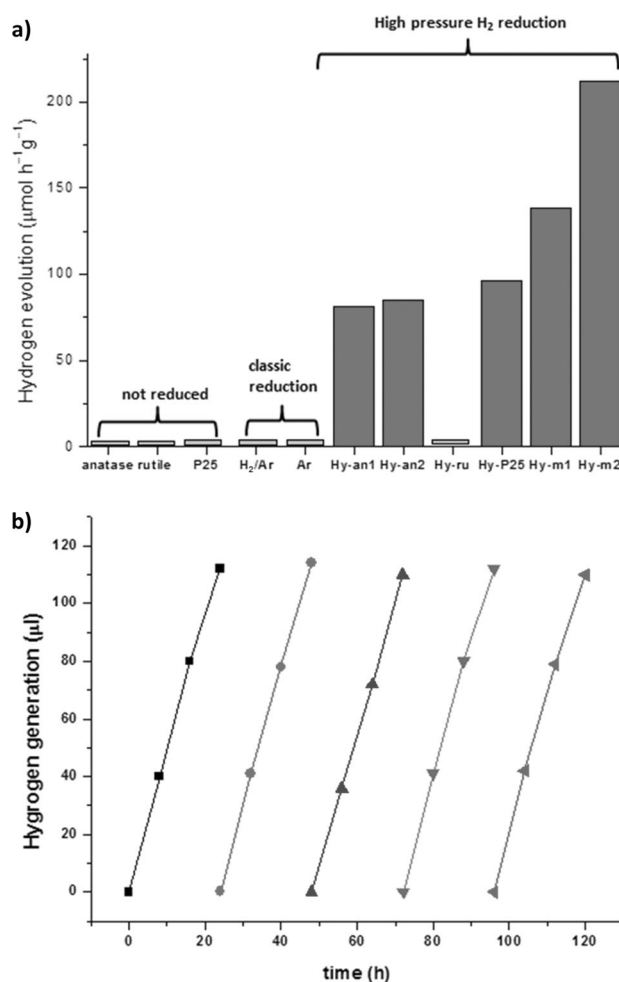 a)
High pressure H₂ reduction
Hydrogen evolution (μmol h⁻¹g⁻¹)
200
150
100
50
0
not reduced
classic
reduction
anatase rutile P25 H₂/Ar Ar Hy-an1 Hy-an2 Hy-ru Hy-P25 Hy-m1 Hy-m2
b)
Hygrogen generation (μl)
120
100
80
60
40
20
0
0 20 40 60 80 100 120
time (h)